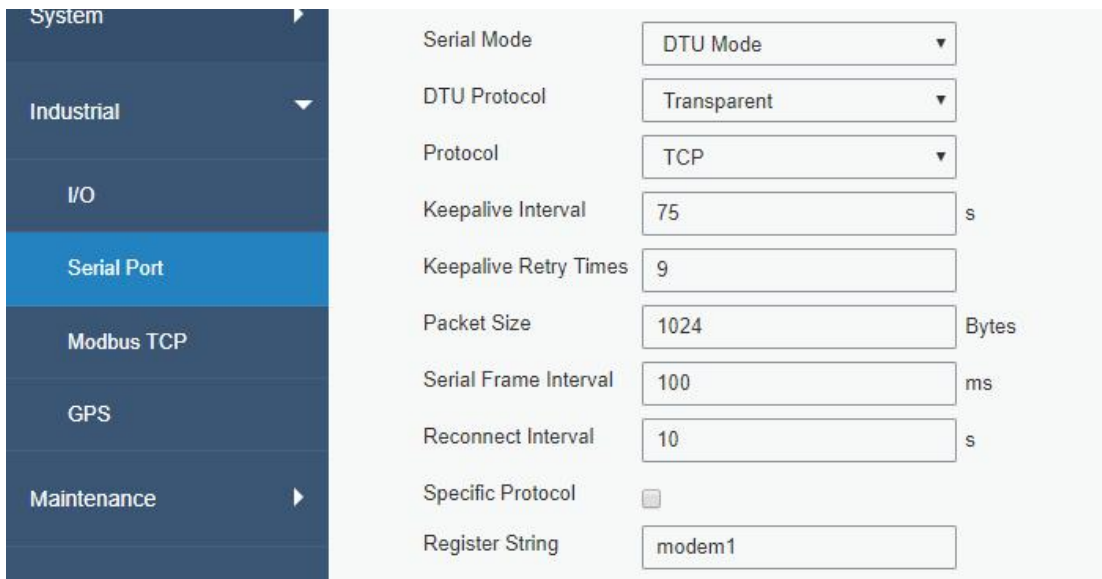 System
Industrial
I/O
Serial Port
Modbus TCP
GPS
Maintenance
Serial Mode DTU Mode
DTU Protocol Transparent
Protocol TCP
Keepalive Interval 75 s
Keepalive Retry Times 9
Packet Size 1024 Bytes
Serial Frame Interval 100 ms
Reconnect Interval 10 s
Specific Protocol
Register String modem1